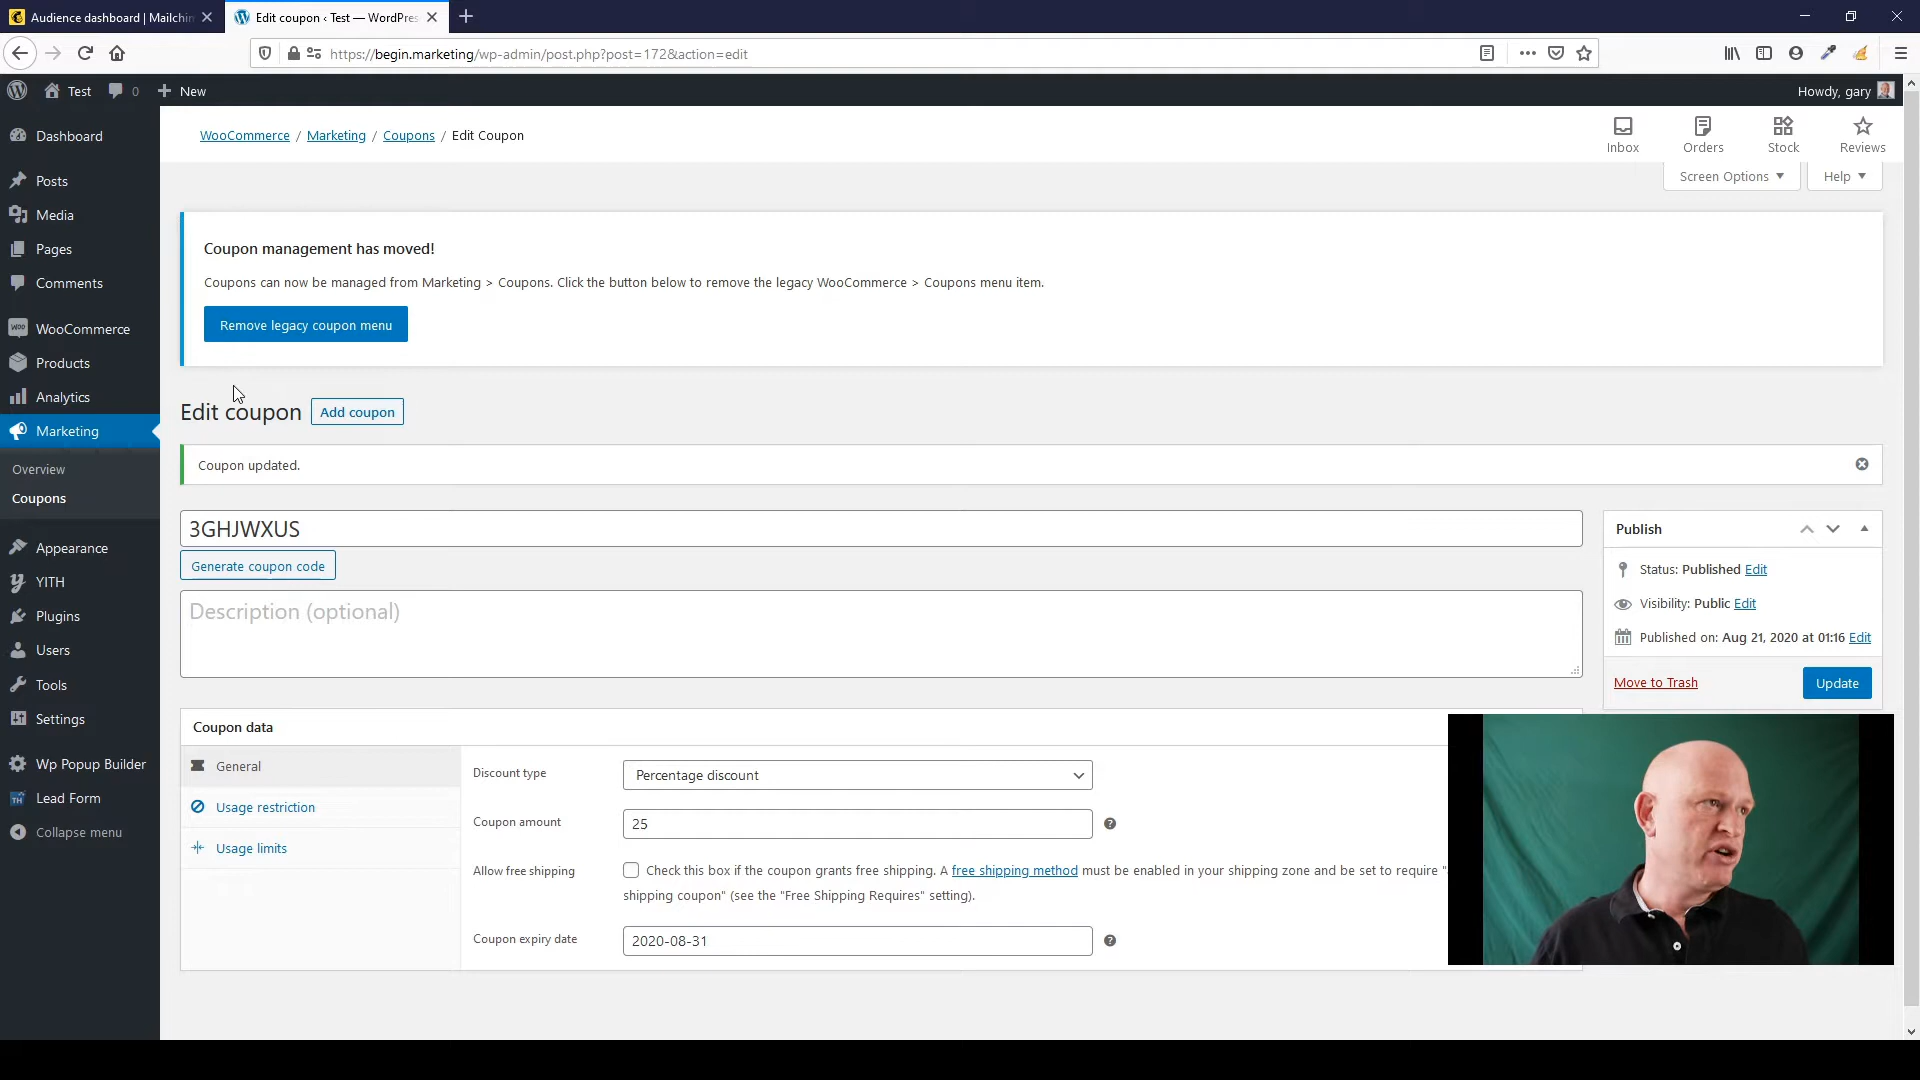 Audience dashboard | Mailchim
Edit coupon ‹ Test — WordPres
https://begin.marketing/wp-admin/post.php?post=172&action=edit
Test
0
New
Howdy, gary
Dashboard
Posts
Media
Pages
Comments
WooCommerce
Products
Analytics
Marketing
Overview
Coupons
Appearance
YITH
Plugins
Users
Tools
Settings
Wp Popup Builder
Lead Form
Collapse menu
WooCommerce / Marketing / Coupons / Edit Coupon
Inbox
Orders
Stock
Reviews
Screen Options
Help
Coupon management has moved!
Coupons can now be managed from Marketing > Coupons. Click the button below to remove the legacy WooCommerce > Coupons menu item.
Remove legacy coupon menu
Edit coupon
Add coupon
Coupon updated.
3GHJWXUS
Generate coupon code
Description (optional)
Publish
Status: Published Edit
Visibility: Public Edit
Published on: Aug 21, 2020 at 01:16 Edit
Move to Trash
Update
Coupon data
General
Usage restriction
Usage limits
Discount type
Percentage discount
Coupon amount
25
Allow free shipping
Check this box if the coupon grants free shipping. A free shipping method must be enabled in your shipping zone and be set to require "
shipping coupon" (see the "Free Shipping Requires" setting).
Coupon expiry date
2020-08-31